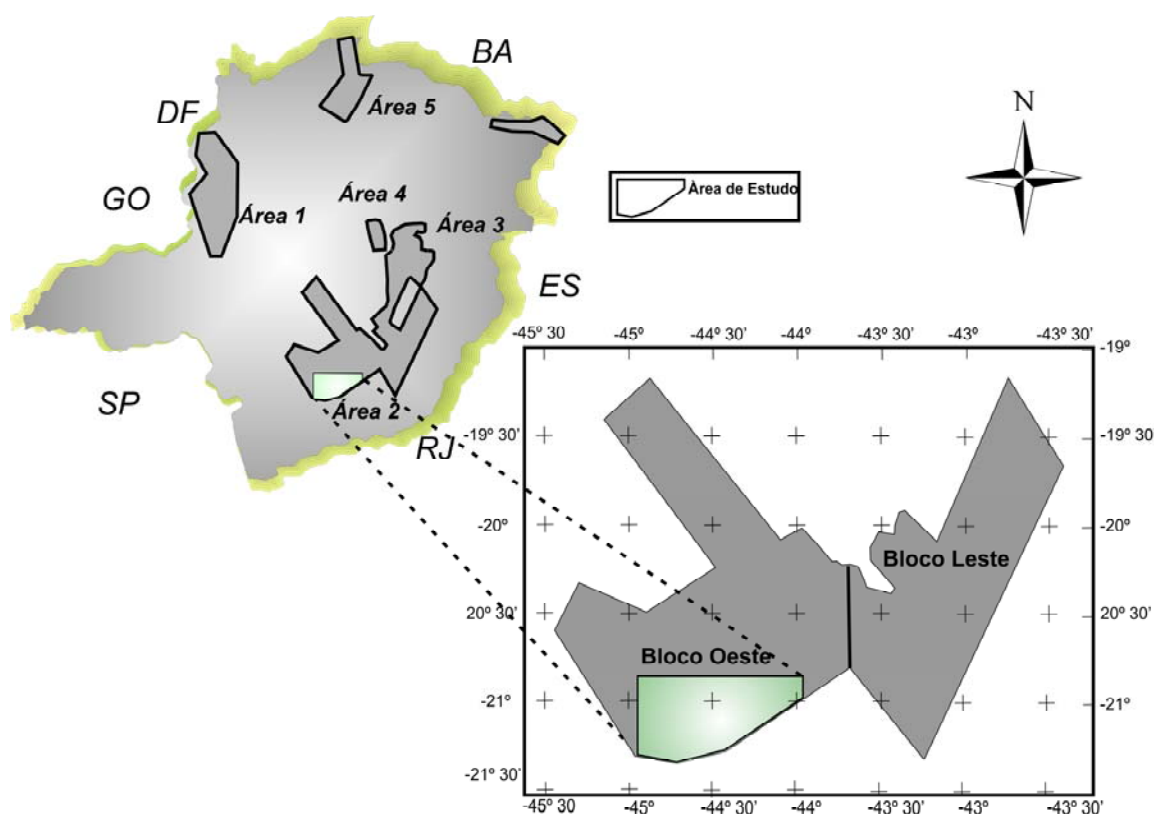 BA
DF
Área 5
GO
Área 4
Área 1
Área 3
Àrea de Estudo
N
ES
SP
Área 2
RJ
-45º 30
-45º
-44º 30'
-44º
-43º 30'
-43º
-43º 30'
-19º
-19º 30'
-19º 30'
-20º
-20º
Bloco Leste
20º 30'
-20º 30'
Bloco Oeste
-21º
-21º
-21º 30'
-45º 30
-45º
-44º 30'
-44º
-43º 30'
-43º
-43º 30'